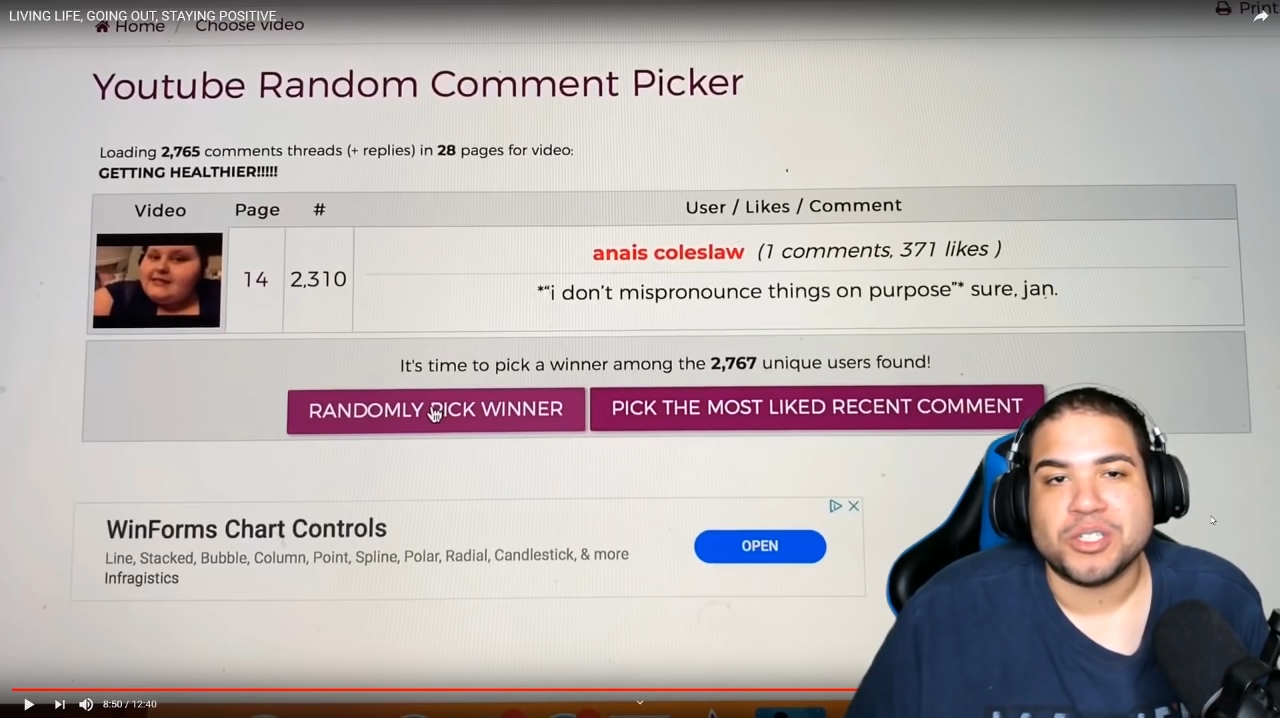 LIVING LIFE, GOING OUT, STAYING POSITIVE
Print
Home / Choose video
Youtube Random Comment Picker
Loading 2,765 comments threads (+ replies) in 28 pages for video:
GETTING HEALTHIER!!!!!
Video Page # User / Likes / Comment
anais coleslaw (1 comments, 371 likes )
14 2,310
*“i don't mispronounce things on purpose”* sure, jan.
It's time to pick a winner among the 2,767 unique users found!
RANDOMLY PICK WINNER PICK THE MOST LIKED RECENT COMMENT
WinForms Chart Controls
Line, Stacked, Bubble, Column, Point, Spline, Polar, Radial, Candlestick, & more
Infragistics
OPEN
8:50 / 12:40